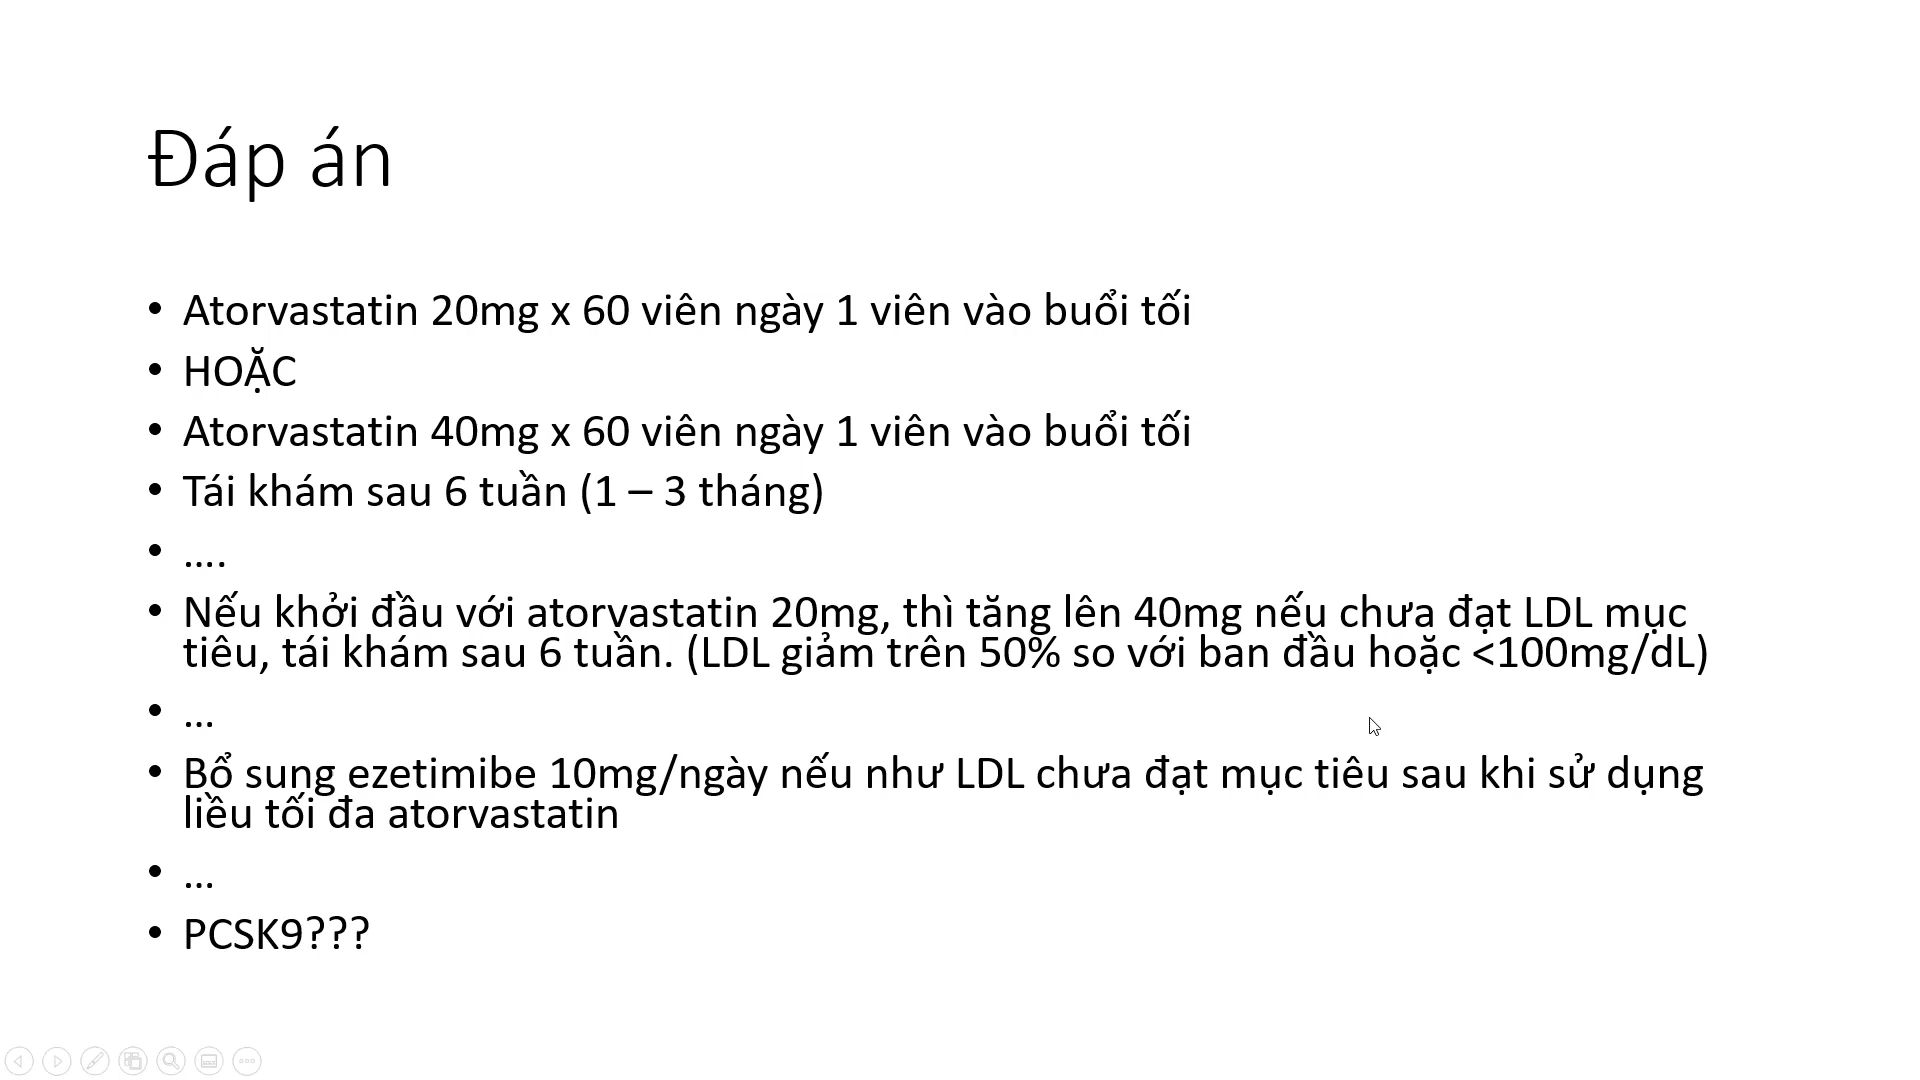 Đáp án
• Atorvastatin 20mg x 60 viên ngày 1 viên vào buổi tối
• HOẶC
• Atorvastatin 40mg x 60 viên ngày 1 viên vào buổi tối
• Tái khám sau 6 tuần (1 – 3 tháng)
• ....
• Nếu khởi đầu với atorvastatin 20mg, thì tăng lên 40mg nếu chưa đạt LDL mục
tiêu, tái khám sau 6 tuần. (LDL giảm trên 50% so với ban đầu hoặc <100mg/dL)
• ...
• Bổ sung ezetimibe 10mg/ngày nếu như LDL chưa đạt mục tiêu sau khi sử dụng
liều tối đa atorvastatin
• ...
• PCSK9???